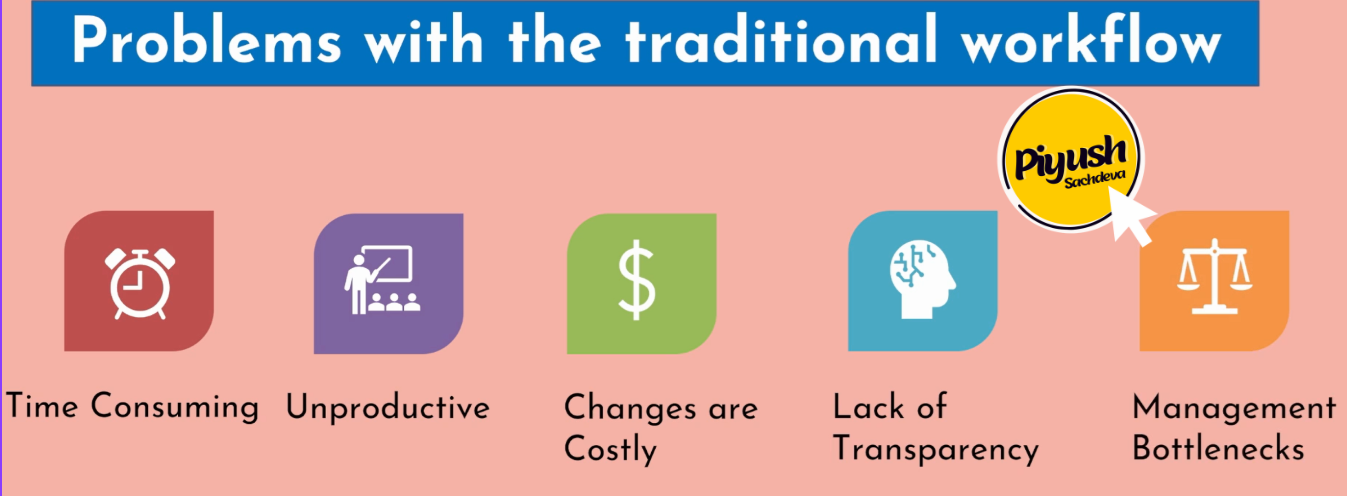 Problems with the traditional workflow
Piyush
Sachdeva
Time Consuming
Unproductive
Changes are
Costly
Lack of
Transparency
Management
Bottlenecks